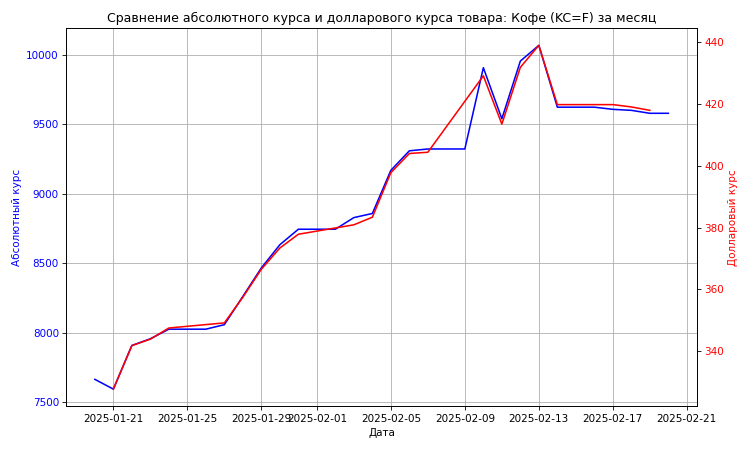 Сравнение абсолютного курса и долларового курса товара: Кофе (KC=F) за месяц
10000
9500
9000
8500
8000
7500
Абсолютный курс
440
420
400
380
360
340
Долларовый курс
2025-01-21 2025-01-25 2025-01-29 2025-02-01 2025-02-05 2025-02-09 2025-02-13 2025-02-17 2025-02-21
Дата